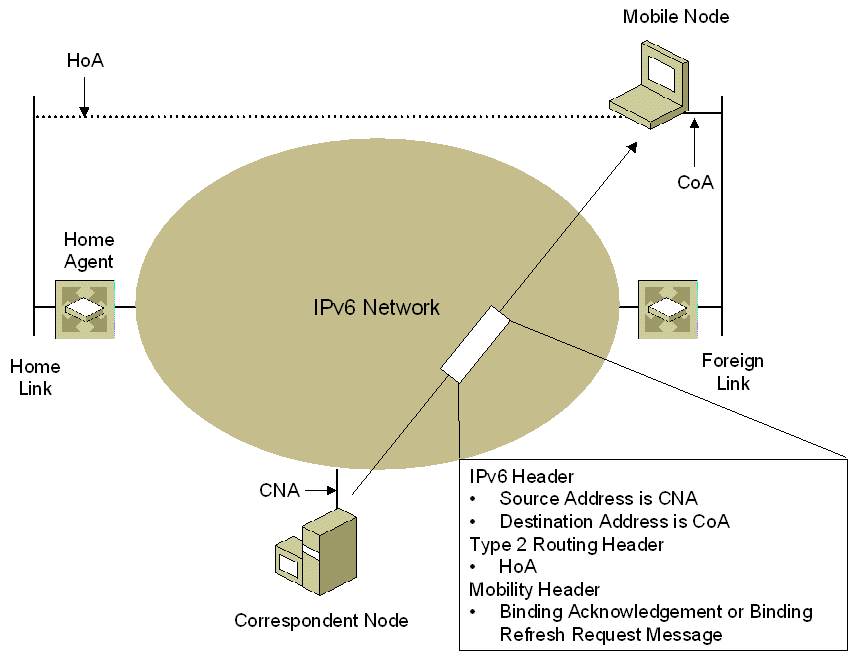 Mobile Node
HoA
CoA
Home
Agent
IPv6 Network
Home
Link
Foreign
Link
CNA
Correspondent Node
IPv6 Header
• Source Address is CNA
• Destination Address is CoA
Type 2 Routing Header
• HoA
Mobility Header
• Binding Acknowledgement or Binding
Refresh Request Message